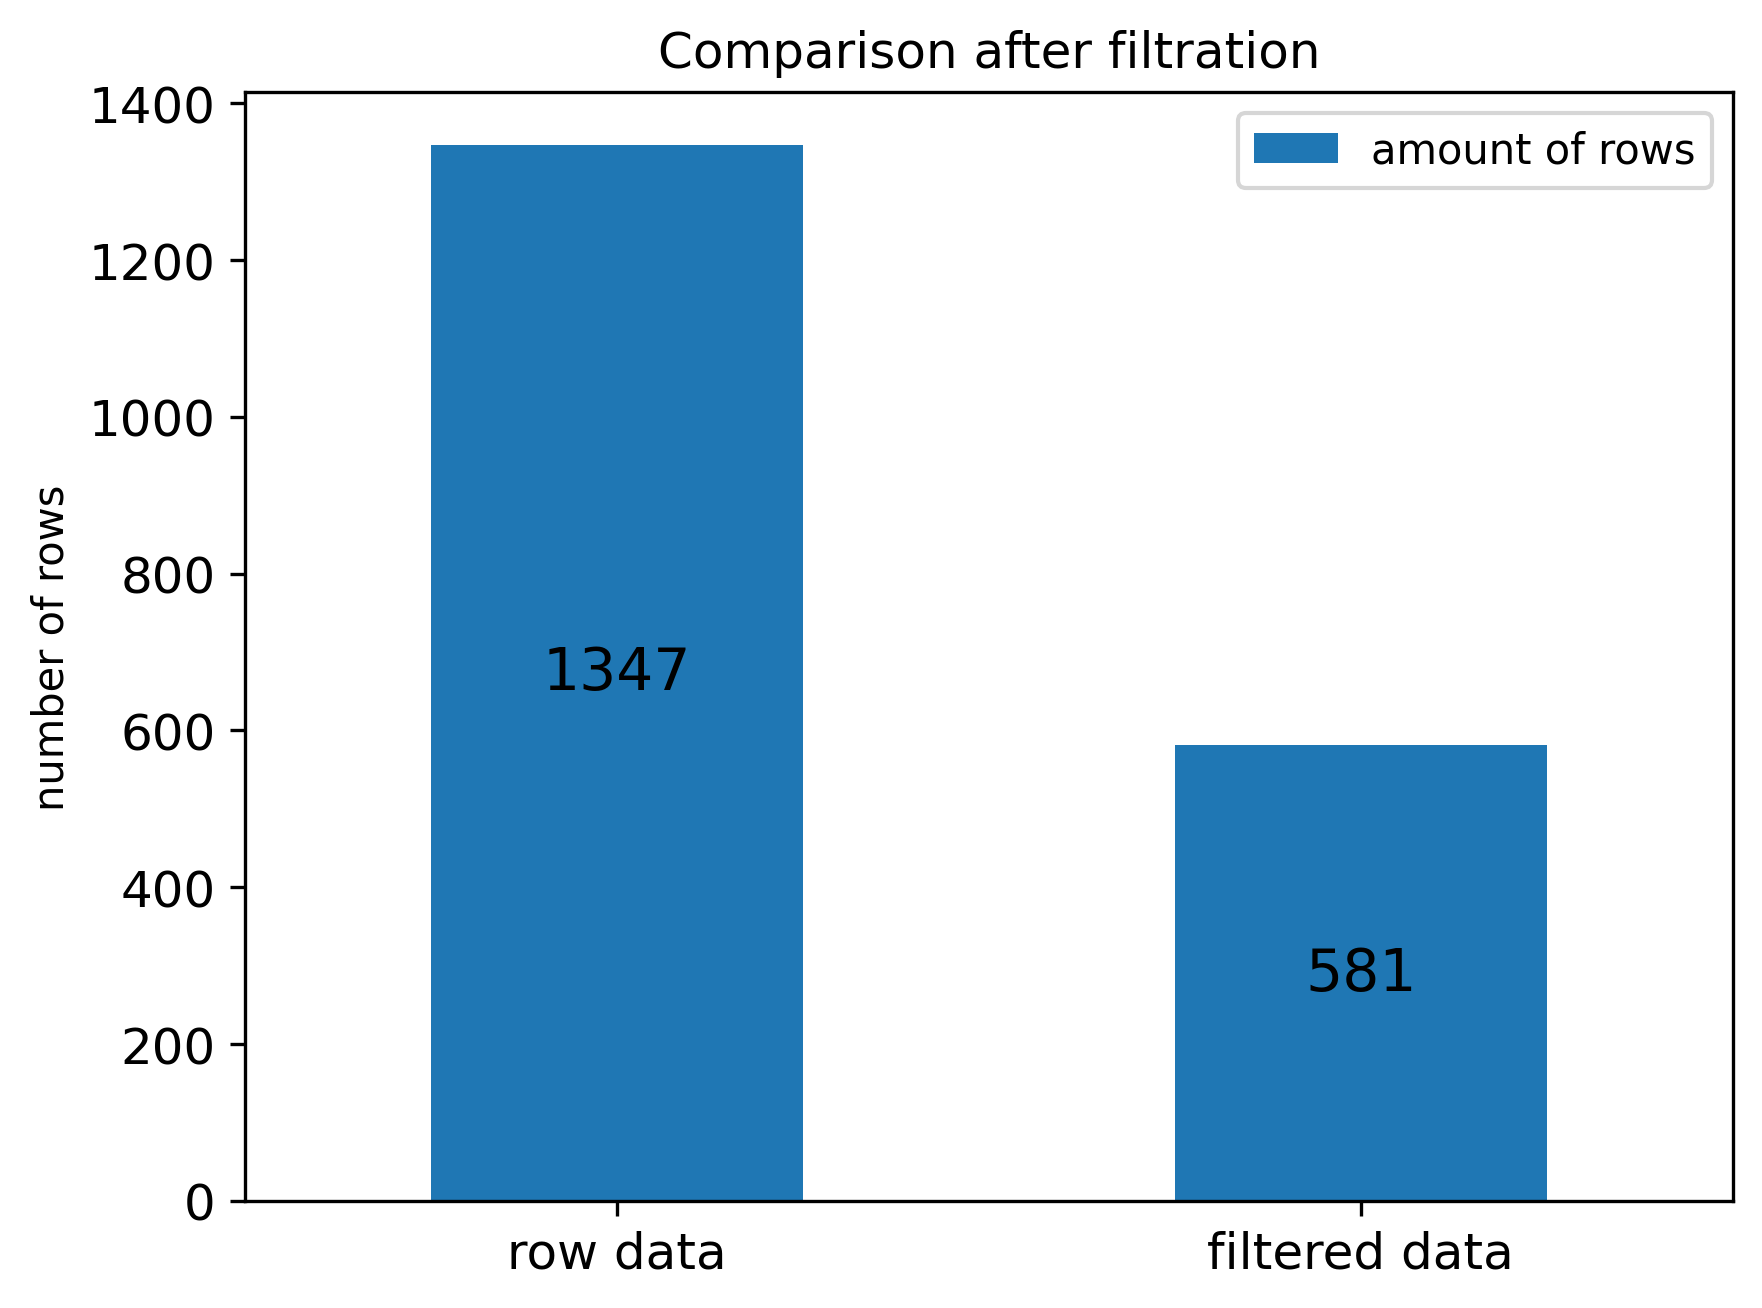 Comparison after filtration
amount of rows
number of rows
1400
1200
1000
800
600
400
200
0
1347
581
row data
filtered data